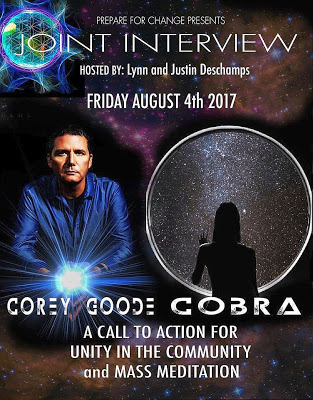 PREPARE FOR CHANGE PRESENTS
JOINT INTERVIEW
HOSTED BY: Lynn and Justin Deschamps
FRIDAY AUGUST 4th 2017
COREY GOODE COBRA
A CALL TO ACTION FOR
UNITY IN THE COMMUNITY
and MASS MEDITATION